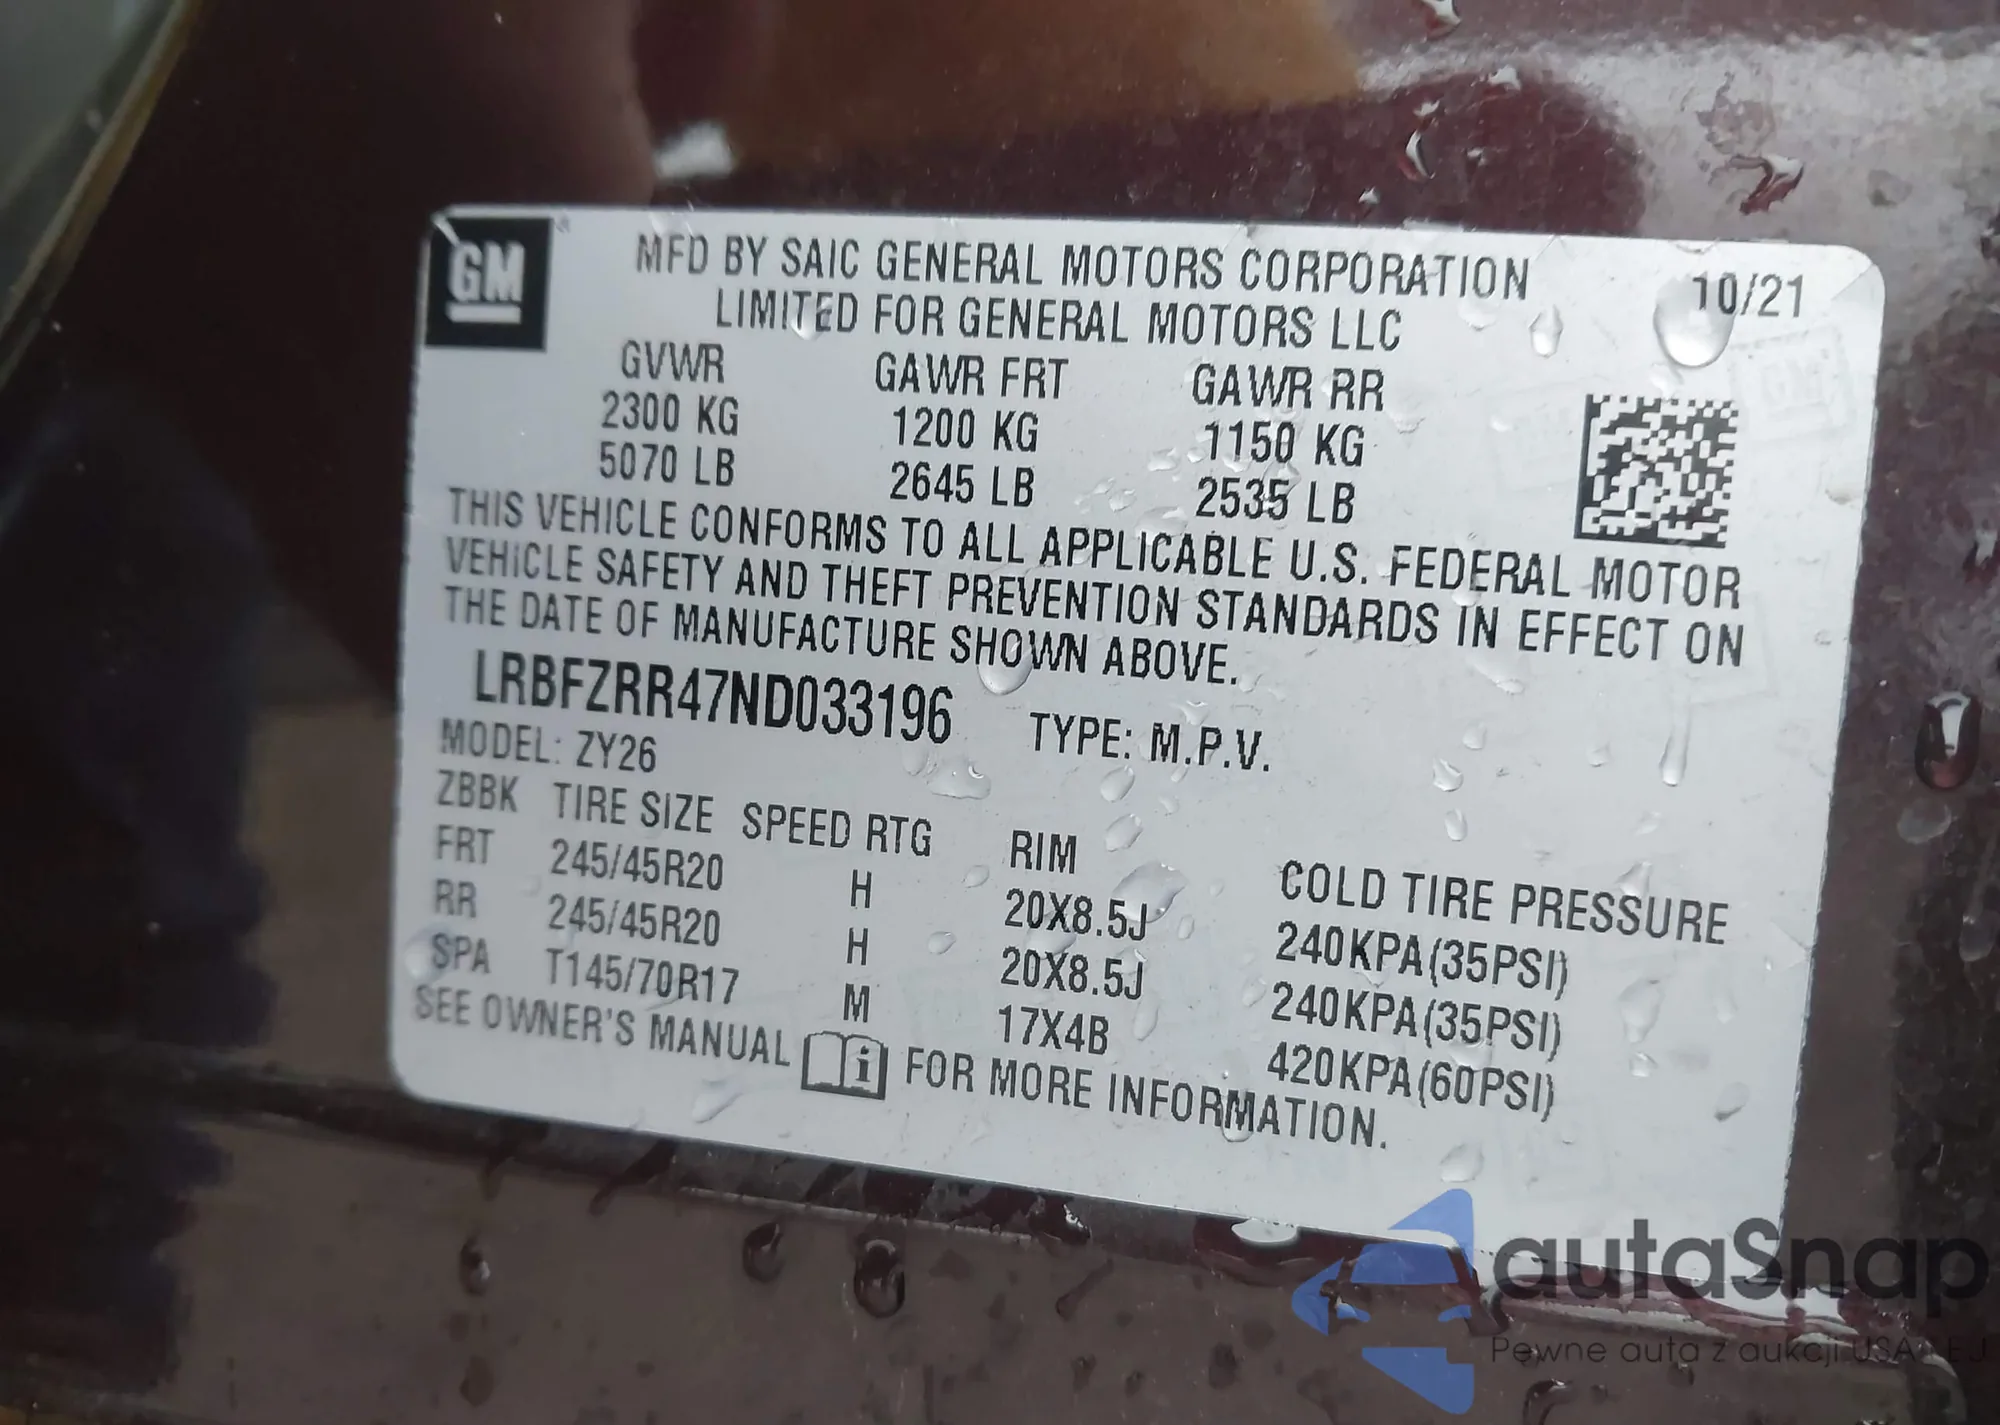 GM
MFD BY SAIC GENERAL MOTORS CORPORATION
LIMITED FOR GENERAL MOTORS LLC
10/21
GVWR GAWR FRT GAWR RR
2300 KG 1200 KG 1150 KG
5070 LB 2645 LB 2535 LB
THIS VEHICLE CONFORMS TO ALL APPLICABLE U.S. FEDERAL MOTOR
VEHICLE SAFETY AND THEFT PREVENTION STANDARDS IN EFFECT ON
THE DATE OF MANUFACTURE SHOWN ABOVE.
LRBFZRR47ND033196 TYPE: M.P.V.
MODEL: ZY26
ZBBK TIRE SIZE SPEED RTG RIM COLD TIRE PRESSURE
FRT 245/45R20 H 20X8.5J 240KPA(35PSI)
RR 245/45R20 H 20X8.5J 240KPA(35PSI)
SPA T145/70R17 M 17X4B 420KPA(60PSI)
SEE OWNER'S MANUAL i FOR MORE INFORMATION.
autaSnap
Pewne auta z aukcji USA